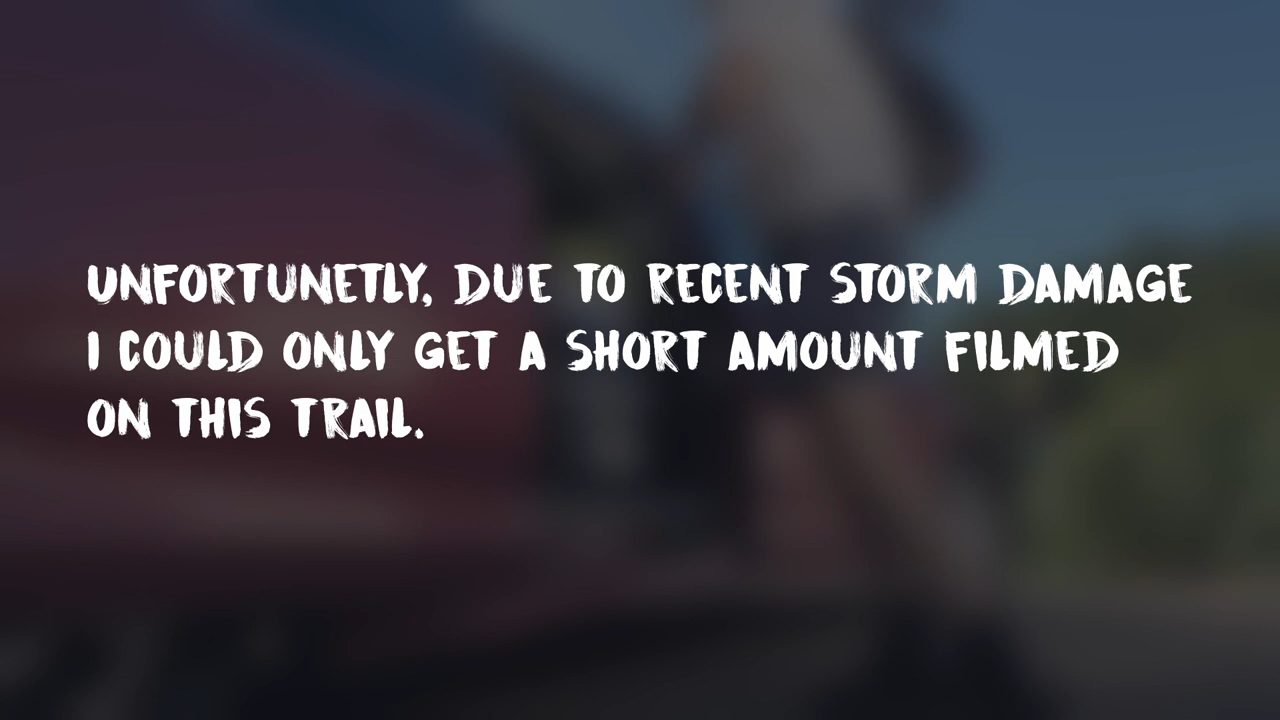 UNFORTUNETLY, DUE TO RECENT STORM DAMAGE
I COULD ONLY GET A SHORT AMOUNT FILMED
ON THIS TRAIL.